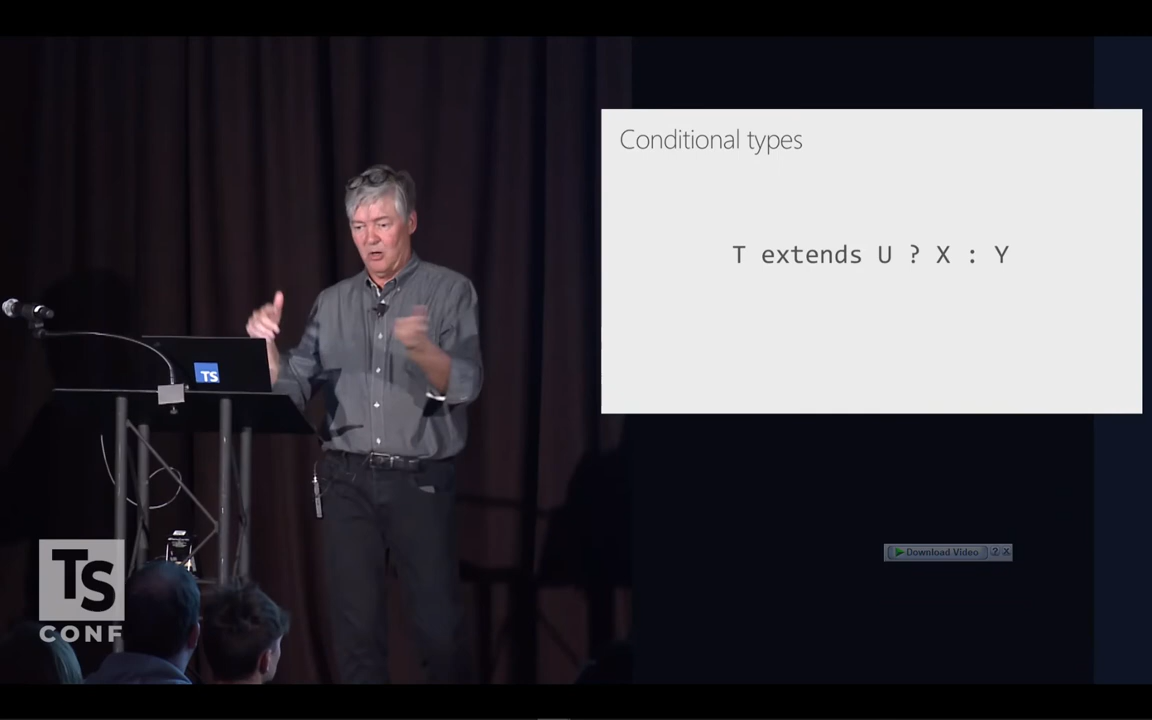 Conditional types
T extends U ? X : Y
TS
Download Video ? X
TS
CONF